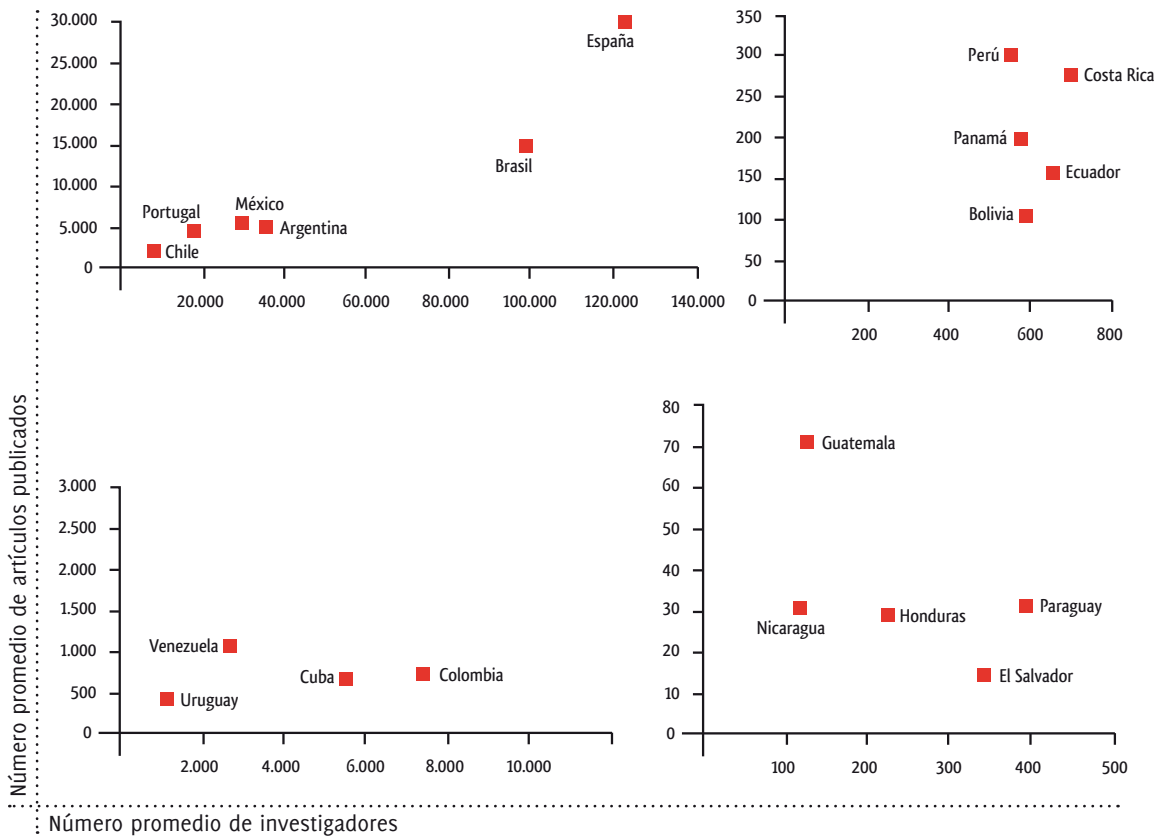 Número promedio de artículos publicados
30.000
25.000
20.000
15.000
10.000
5.000
0
España
Brasil
México
Portugal
Argentina
Chile
20.000 40.000 60.000 80.000 100.000 120.000 140.000
350
300
250
200
150
100
50
0
Perú
Costa Rica
Panamá
Ecuador
Bolivia
200 400 600 800
3.000
2.500
2.000
1.500
1.000
500
0
Venezuela
Cuba
Colombia
Uruguay
2.000 4.000 6.000 8.000 10.000
80
70
60
50
40
30
20
10
0
Guatemala
Nicaragua
Honduras
Paraguay
El Salvador
100 200 300 400 500
Número promedio de investigadores